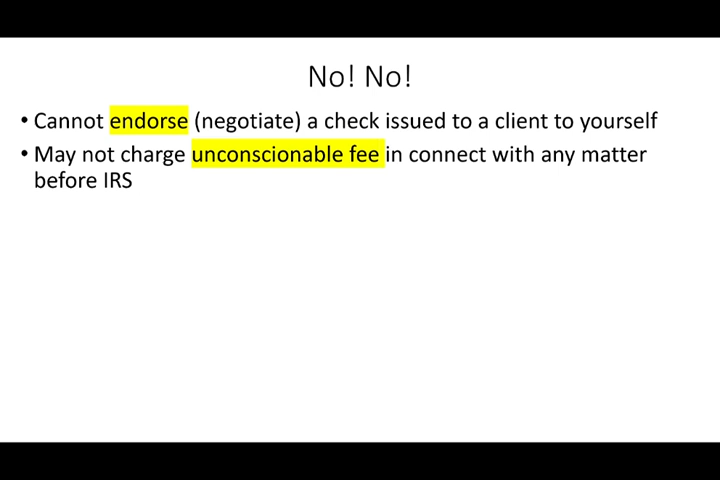 No! No!
• Cannot endorse (negotiate) a check issued to a client to yourself
• May not charge unconscionable fee in connect with any matter
before IRS